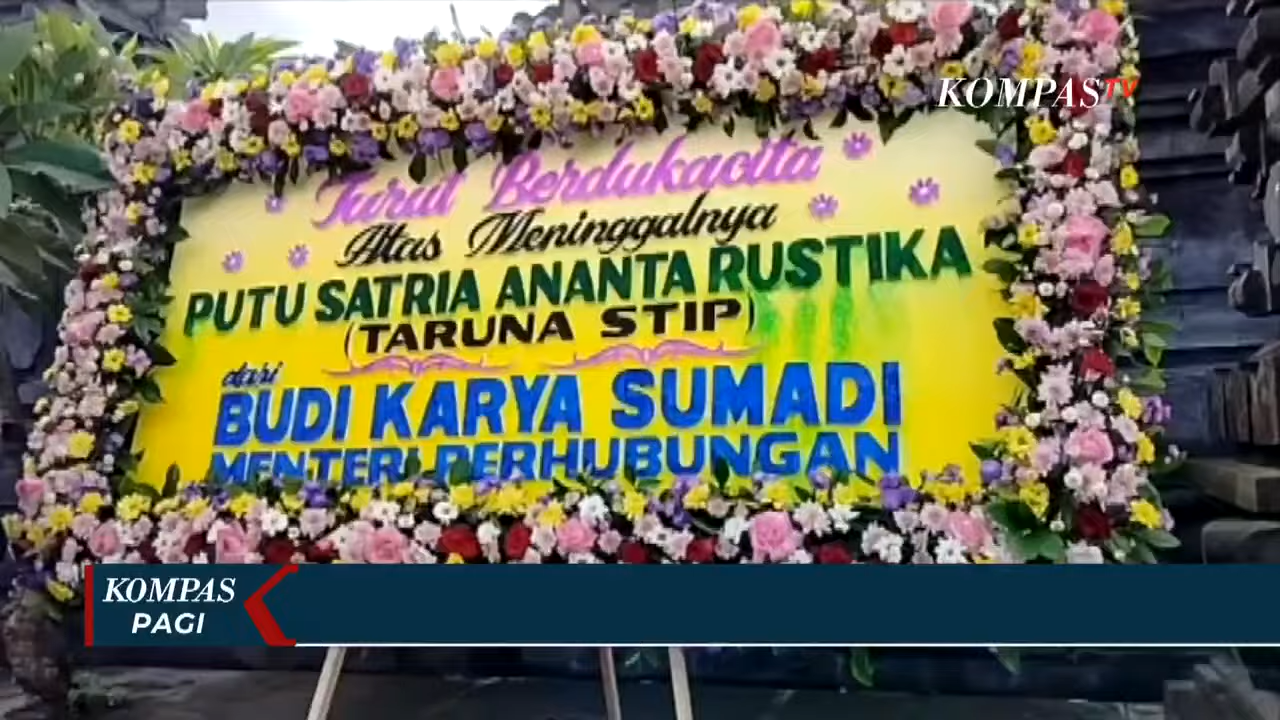 KOMPASTV
Turut Berdukacita
Atas Meninggalnya
PUTU SATRIA ANANTA RUSTIKA
(TARUNA STIP)
dari
BUDI KARYA SUMADI
MENTERI PERHUBUNGAN
KOMPAS
PAGI